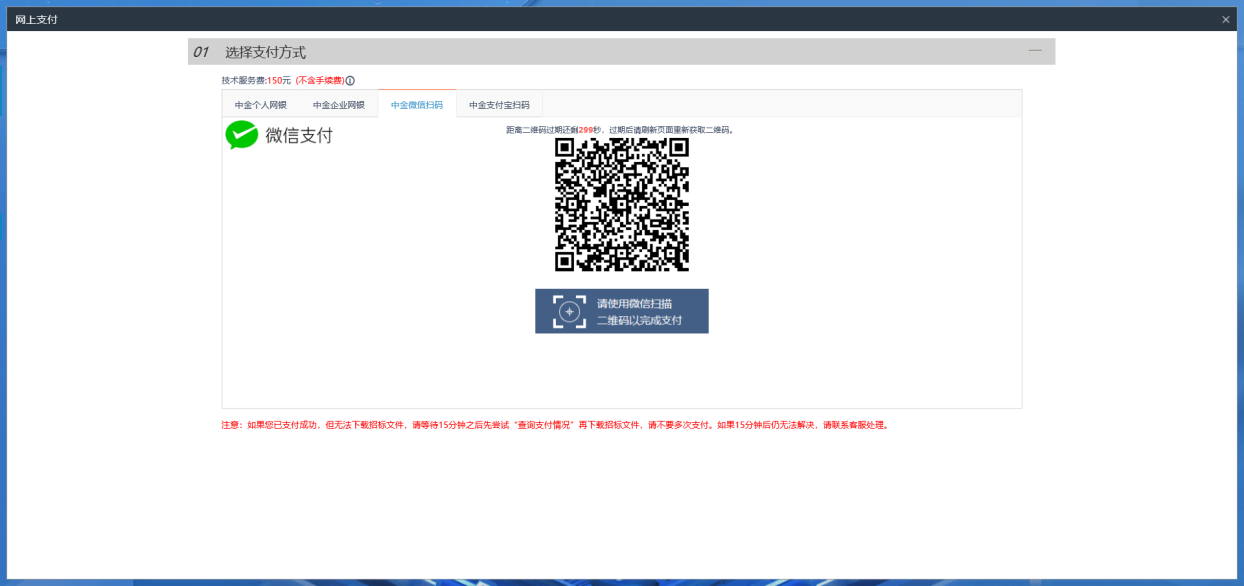 网上支付
01 选择支付方式
技术服务费:150元 (不含手续费)
中金个人网银 中金企业网银 中金微信扫码 中金支付宝扫码
微信支付
距离二维码过期还剩299秒，过期后请刷新页面重新获取二维码。
请使用微信扫描
二维码以完成支付
注意：如果您已支付成功，但无法下载招标文件，请等待15分钟之后先尝试“查询支付情况”再下载招标文件，请不要多次支付。如果15分钟后仍无法解决，请联系客服处理。